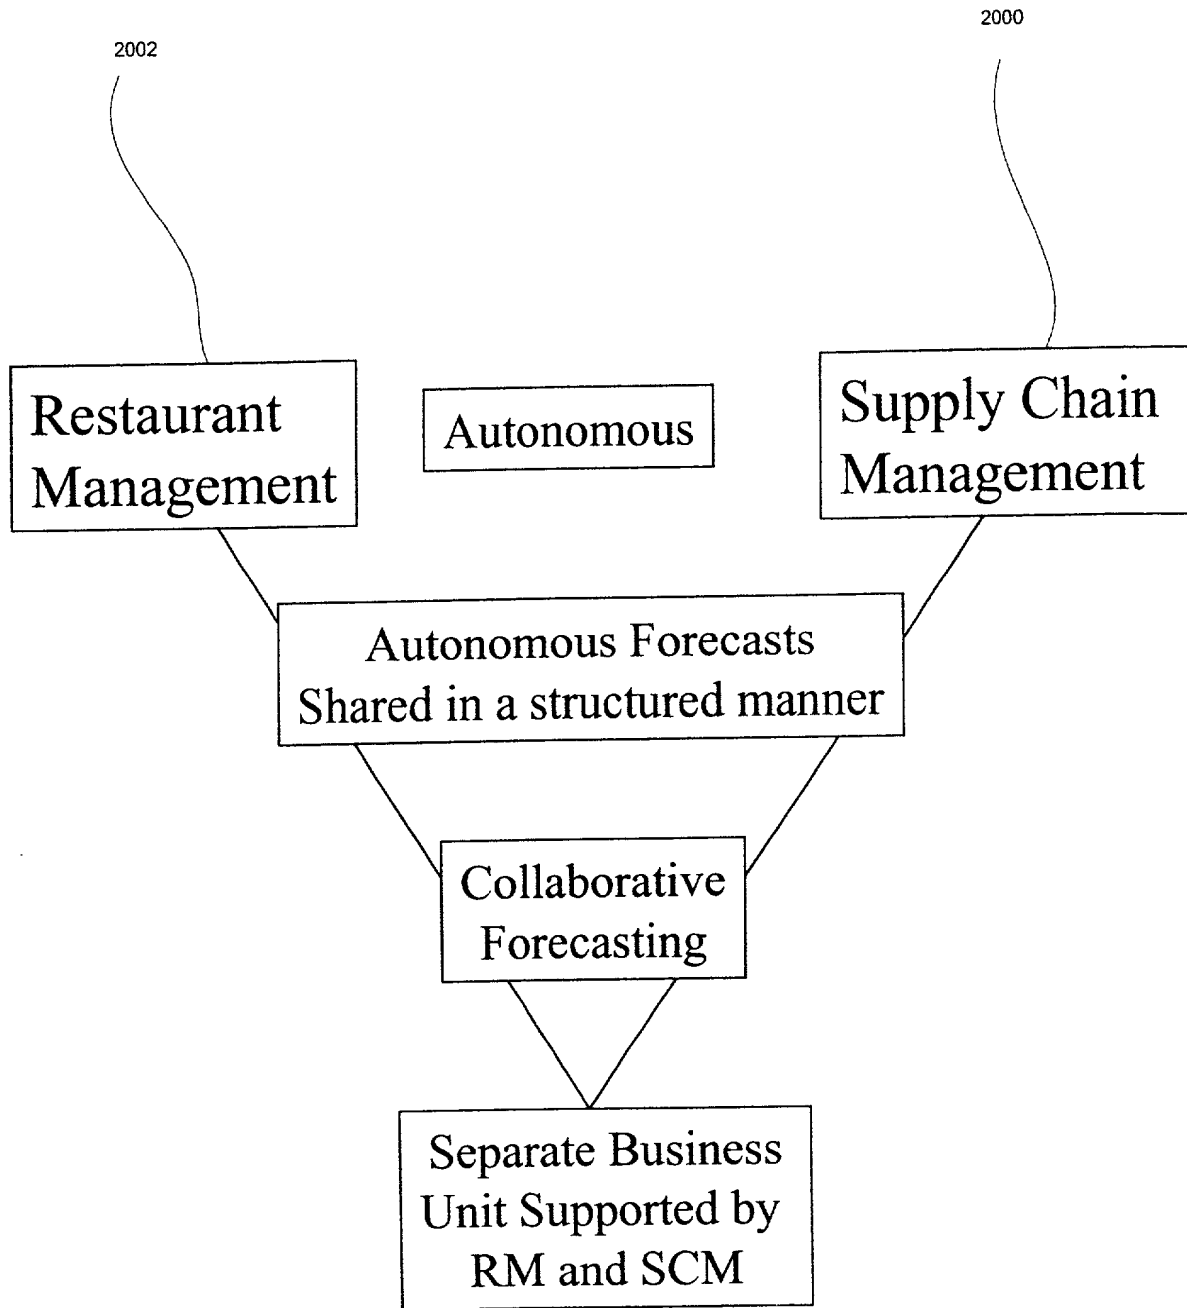 2002
2000
Restaurant
Management
Autonomous
Supply Chain
Management
Autonomous Forecasts
Shared in a structured manner
Collaborative
Forecasting
Separate Business
Unit Supported by
RM and SCM